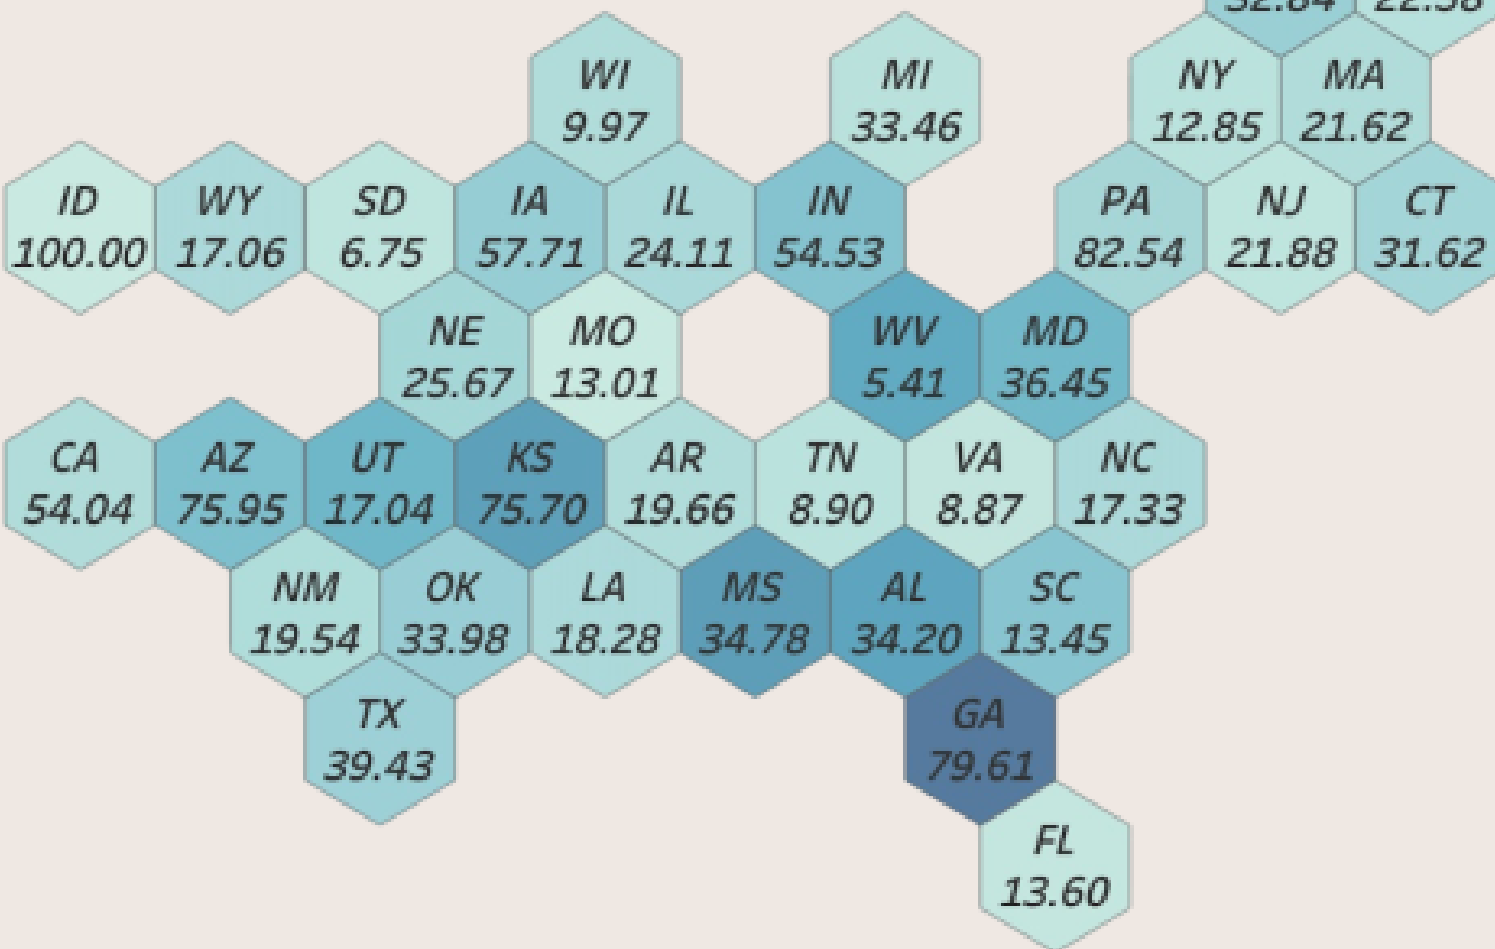 32.84 22.38
WI MI NY MA
9.97 33.46 12.85 21.62
ID WY SD IA IL IN PA NJ CT
100.00 17.06 6.75 57.71 24.11 54.53 82.54 21.88 31.62
NE MO WV MD
25.67 13.01 5.41 36.45
CA AZ UT KS AR TN VA NC
54.04 75.95 17.04 75.70 19.66 8.90 8.87 17.33
NM OK LA MS AL SC
19.54 33.98 18.28 34.78 34.20 13.45
TX GA
39.43 79.61
FL
13.60